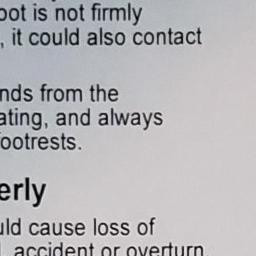 oot is not firmly
, it could also contact
nds from the
ating, and always
ootrests.
erly
uld cause loss of
, accident or overturn